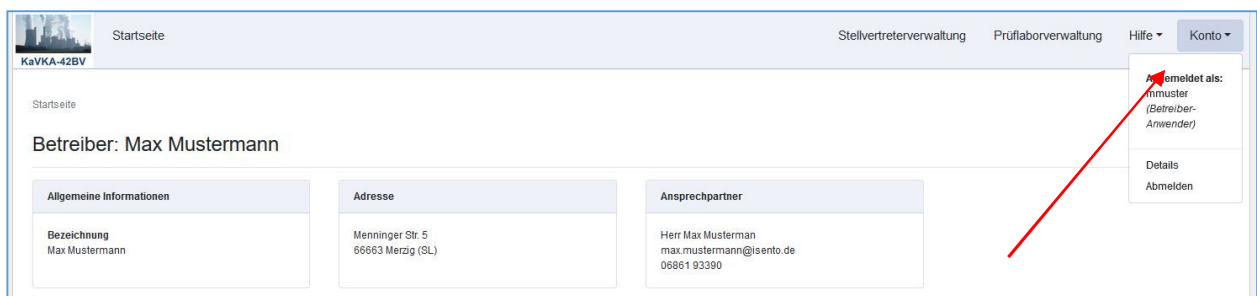 Startseite
Stellvertreterverwaltung
Prüflaborverwaltung
Hilfe
Konto
KaVKA-42BV
Angemeldet als:
mmuster
(Betreiber-
Anwender)
Details
Abmelden
Startseite
Betreiber: Max Mustermann
Allgemeine Informationen
Bezeichnung
Max Mustermann
Adresse
Menninger Str. 5
66663 Merzig (SL)
Ansprechpartner
Herr Max Musterman
max.mustermann@isento.de
06861 93390